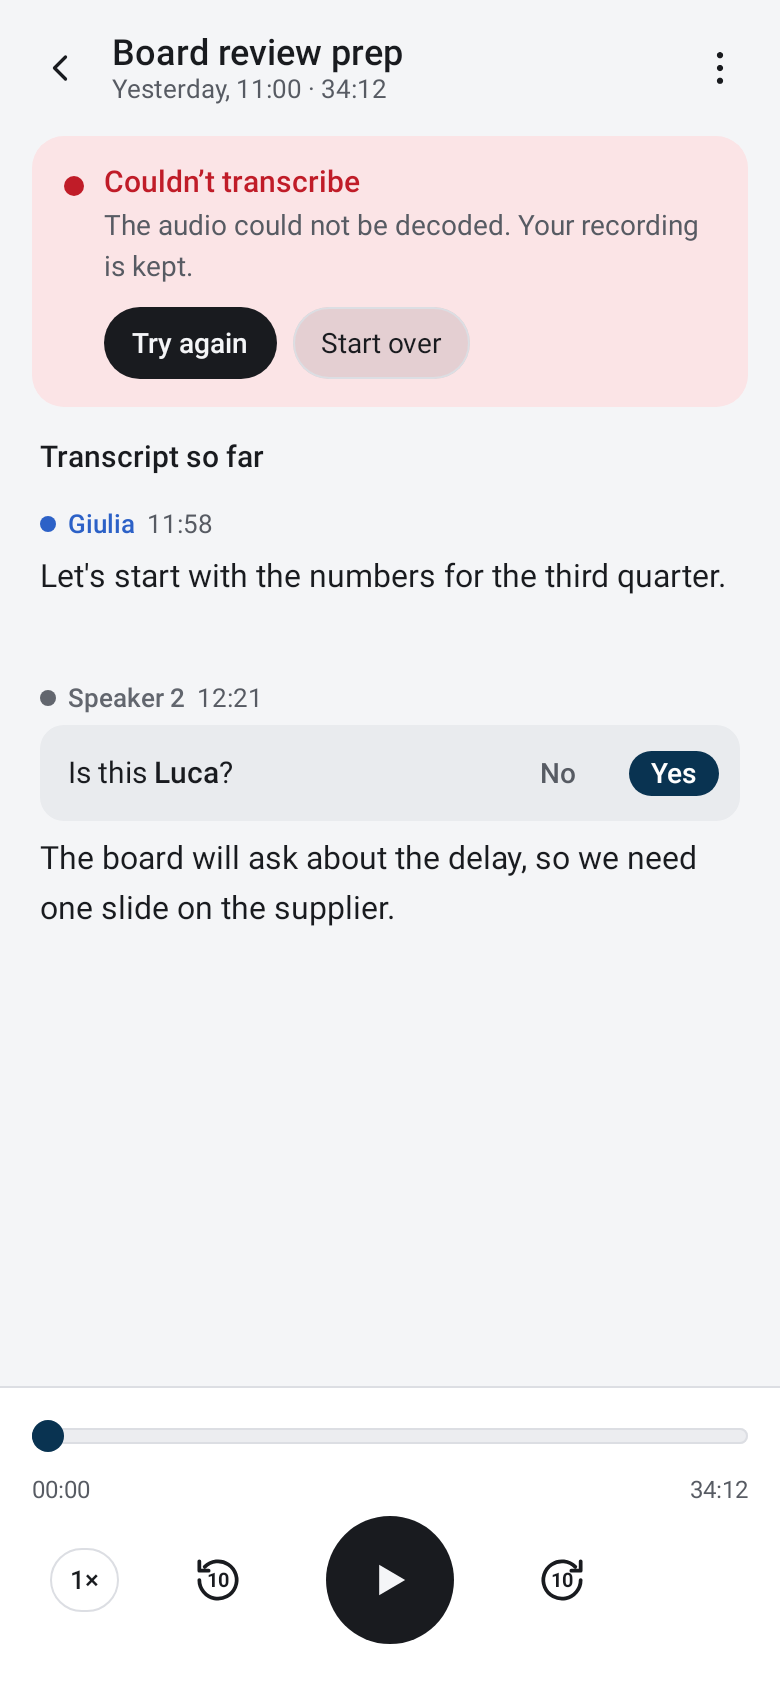 Board review prep
Yesterday, 11:00 · 34:12
Couldn’t transcribe
The audio could not be decoded. Your recording
is kept.
Try again
Start over
Transcript so far
Giulia 11:58
Let's start with the numbers for the third quarter.
Speaker 2 12:21
Is this Luca?
No
Yes
The board will ask about the delay, so we need
one slide on the supplier.
00:00
34:12
1×
10
10